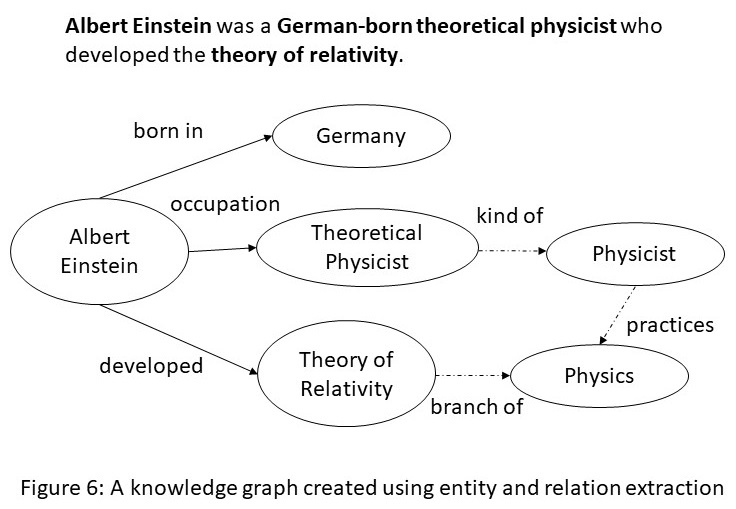 Albert Einstein was a German-born theoretical physicist who
developed the theory of relativity.
born in
Germany
occupation
Albert
Einstein
Theoretical
Physicist
kind of
Physicist
practices
developed
Theory of
Relativity
branch of
Physics
Figure 6: A knowledge graph created using entity and relation extraction